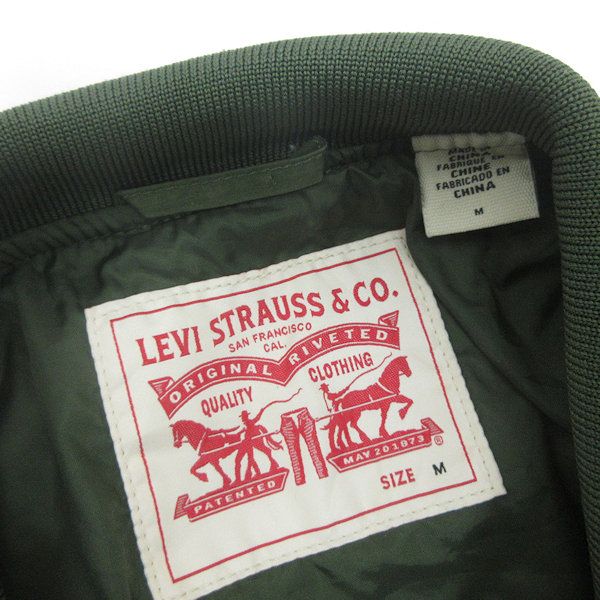 LEVI STRAUSS & CO.
SAN FRANCISCO
CAL.
ORIGINAL RIVETED
QUALITY CLOTHING
PATENTED MAY 20 1873
®
SIZE M
MADE IN
CHINA
FABRIQUE EN
CHINE
FABRICADO EN
CHINA
M